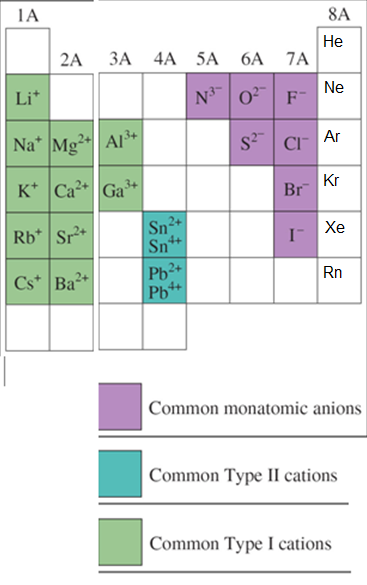 1A 8A
He
2A 3A 4A 5A 6A 7A
Li⁺ N³⁻ O²⁻ F⁻ Ne
Na⁺ Mg²⁺ Al³⁺ S²⁻ Cl⁻ Ar
K⁺ Ca²⁺ Ga³⁺ Br⁻ Kr
Rb⁺ Sr²⁺ Sn²⁺ I⁻ Xe
Sn⁴⁺
Cs⁺ Ba²⁺ Pb²⁺ Rn
Pb⁴⁺
Common monatomic anions
Common Type II cations
Common Type I cations